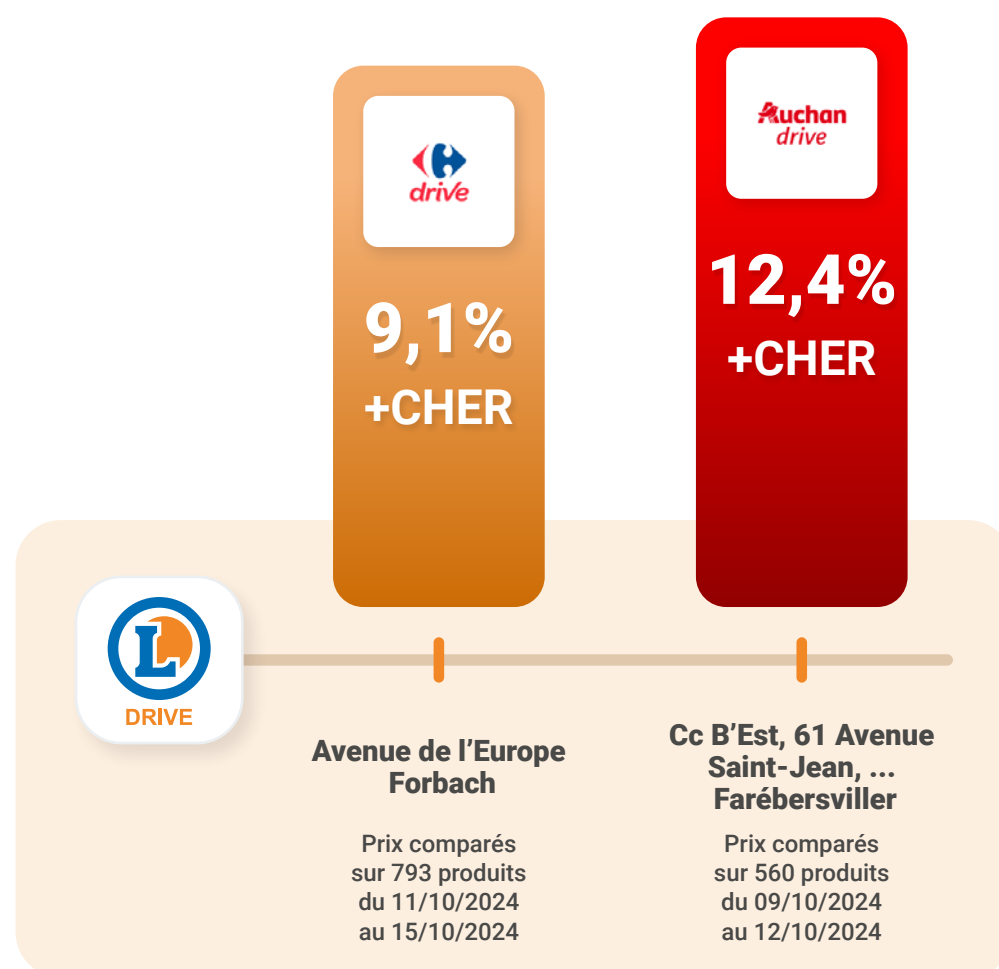 drive
9,1%
+CHER
Auchan
drive
12,4%
+CHER
L
DRIVE
Avenue de l'Europe
Forbach
Prix comparés
sur 793 produits
du 11/10/2024
au 15/10/2024
Cc B'Est, 61 Avenue
Saint-Jean, ...
Farébersviller
Prix comparés
sur 560 produits
du 09/10/2024
au 12/10/2024